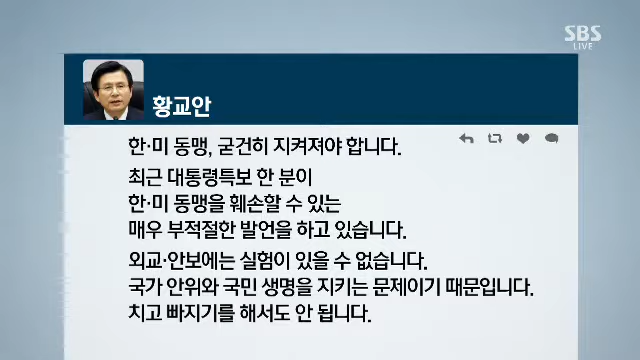 SBS
LIVE
황교안
한·미 동맹, 굳건히 지켜져야 합니다.
최근 대통령특보 한 분이
한·미 동맹을 훼손할 수 있는
매우 부적절한 발언을 하고 있습니다.
외교·안보에는 실험이 있을 수 없습니다.
국가 안위와 국민 생명을 지키는 문제이기 때문입니다.
치고 빠지기를 해서도 안 됩니다.